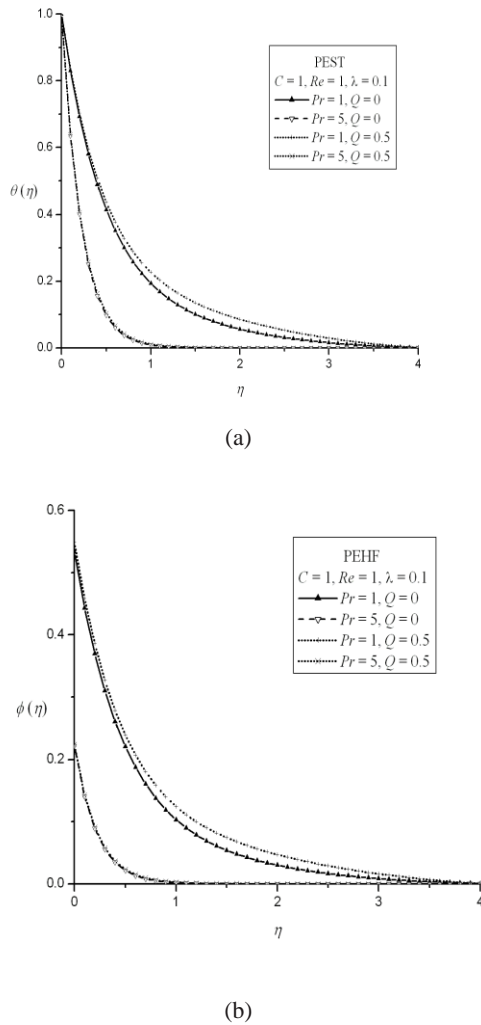 1.0
0.8
0.6
0.4
0.2
0.0
θ(η)
PEST
C = 1, Re = 1, λ = 0.1
Pr = 1, Q = 0
Pr = 5, Q = 0
Pr = 1, Q = 0.5
Pr = 5, Q = 0.5
0 1 2 3 4
η
(a)
0.6
0.4
0.2
0.0
ϕ(η)
PEHF
C = 1, Re = 1, λ = 0.1
Pr = 1, Q = 0
Pr = 5, Q = 0
Pr = 1, Q = 0.5
Pr = 5, Q = 0.5
0 1 2 3 4
η
(b)